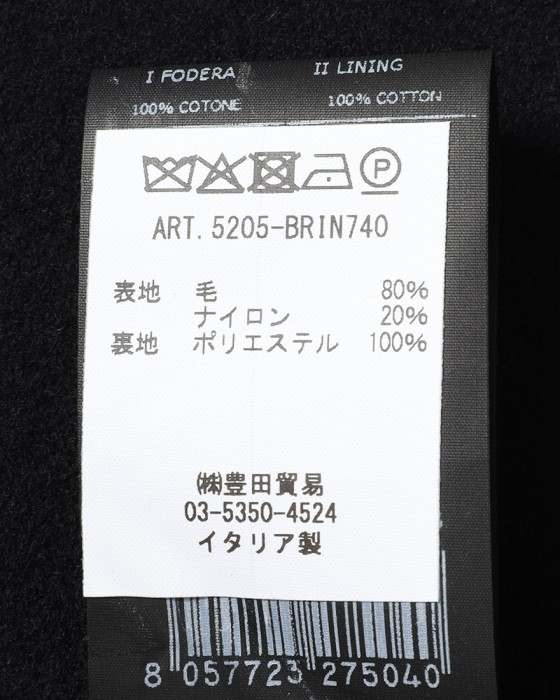 I FODERA II LINING
100% COTONE 100% COTTON
P
ART. 5205-BRIN740
表地 毛 80%
ナイロン 20%
裏地 ポリエステル 100%
㈱豊田貿易
03-5350-4524
イタリア製
8 057723 275040